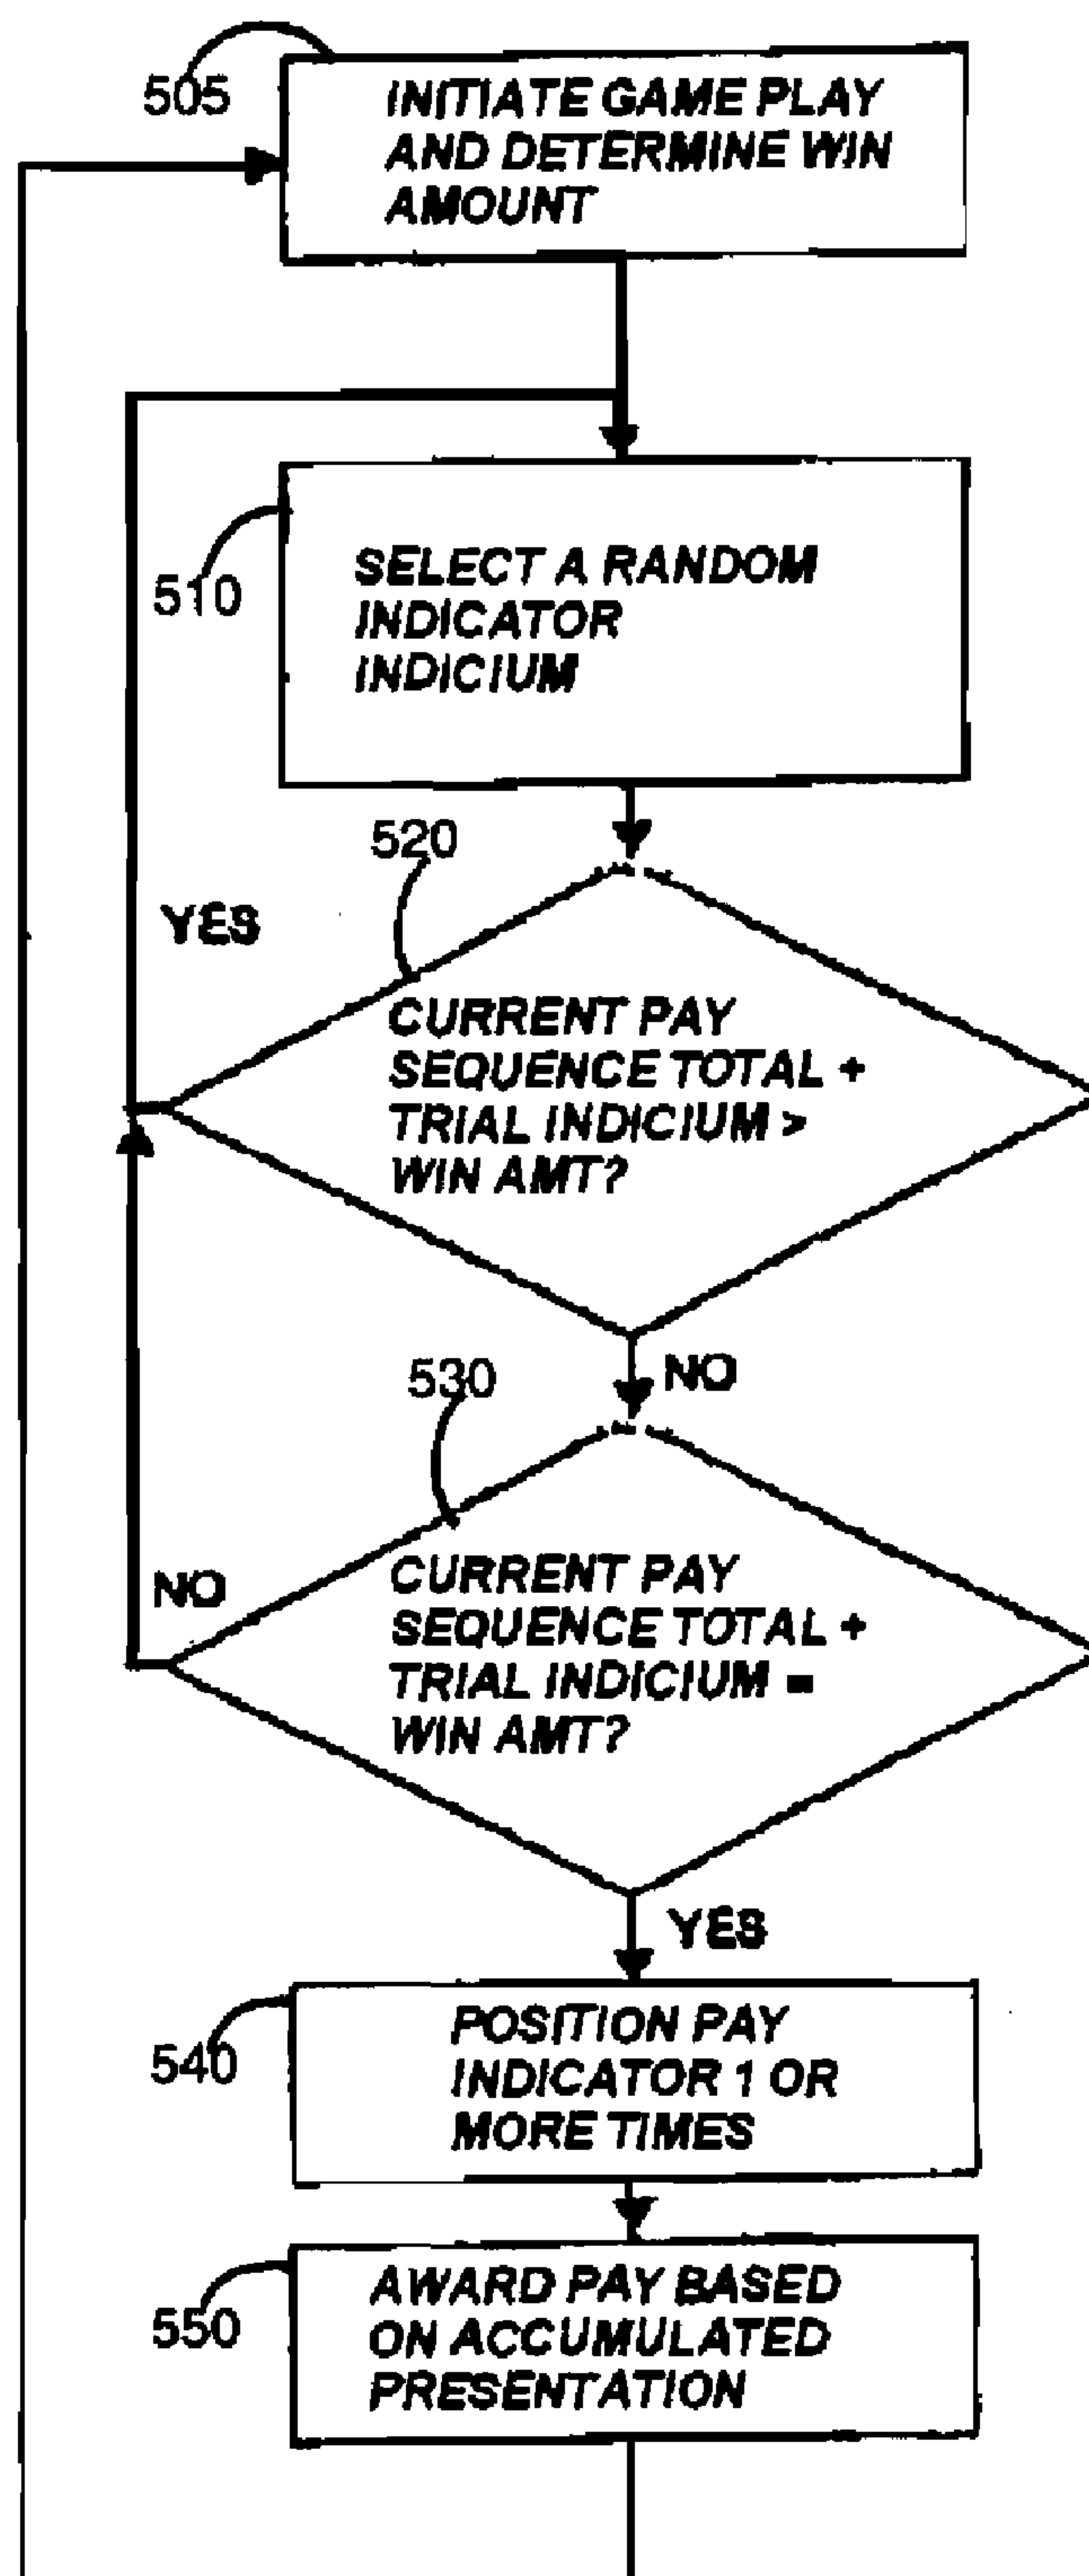 505
INITIATE GAME PLAY
AND DETERMINE WIN
AMOUNT
510
SELECT A RANDOM
INDICATOR
INDICIUM
520
YES
CURRENT PAY
SEQUENCE TOTAL +
TRIAL INDICIUM >
WIN AMT?
NO
530
NO
CURRENT PAY
SEQUENCE TOTAL +
TRIAL INDICIUM =
WIN AMT?
YES
540
POSITION PAY
INDICATOR 1 OR
MORE TIMES
550
AWARD PAY BASED
ON ACCUMULATED
PRESENTATION